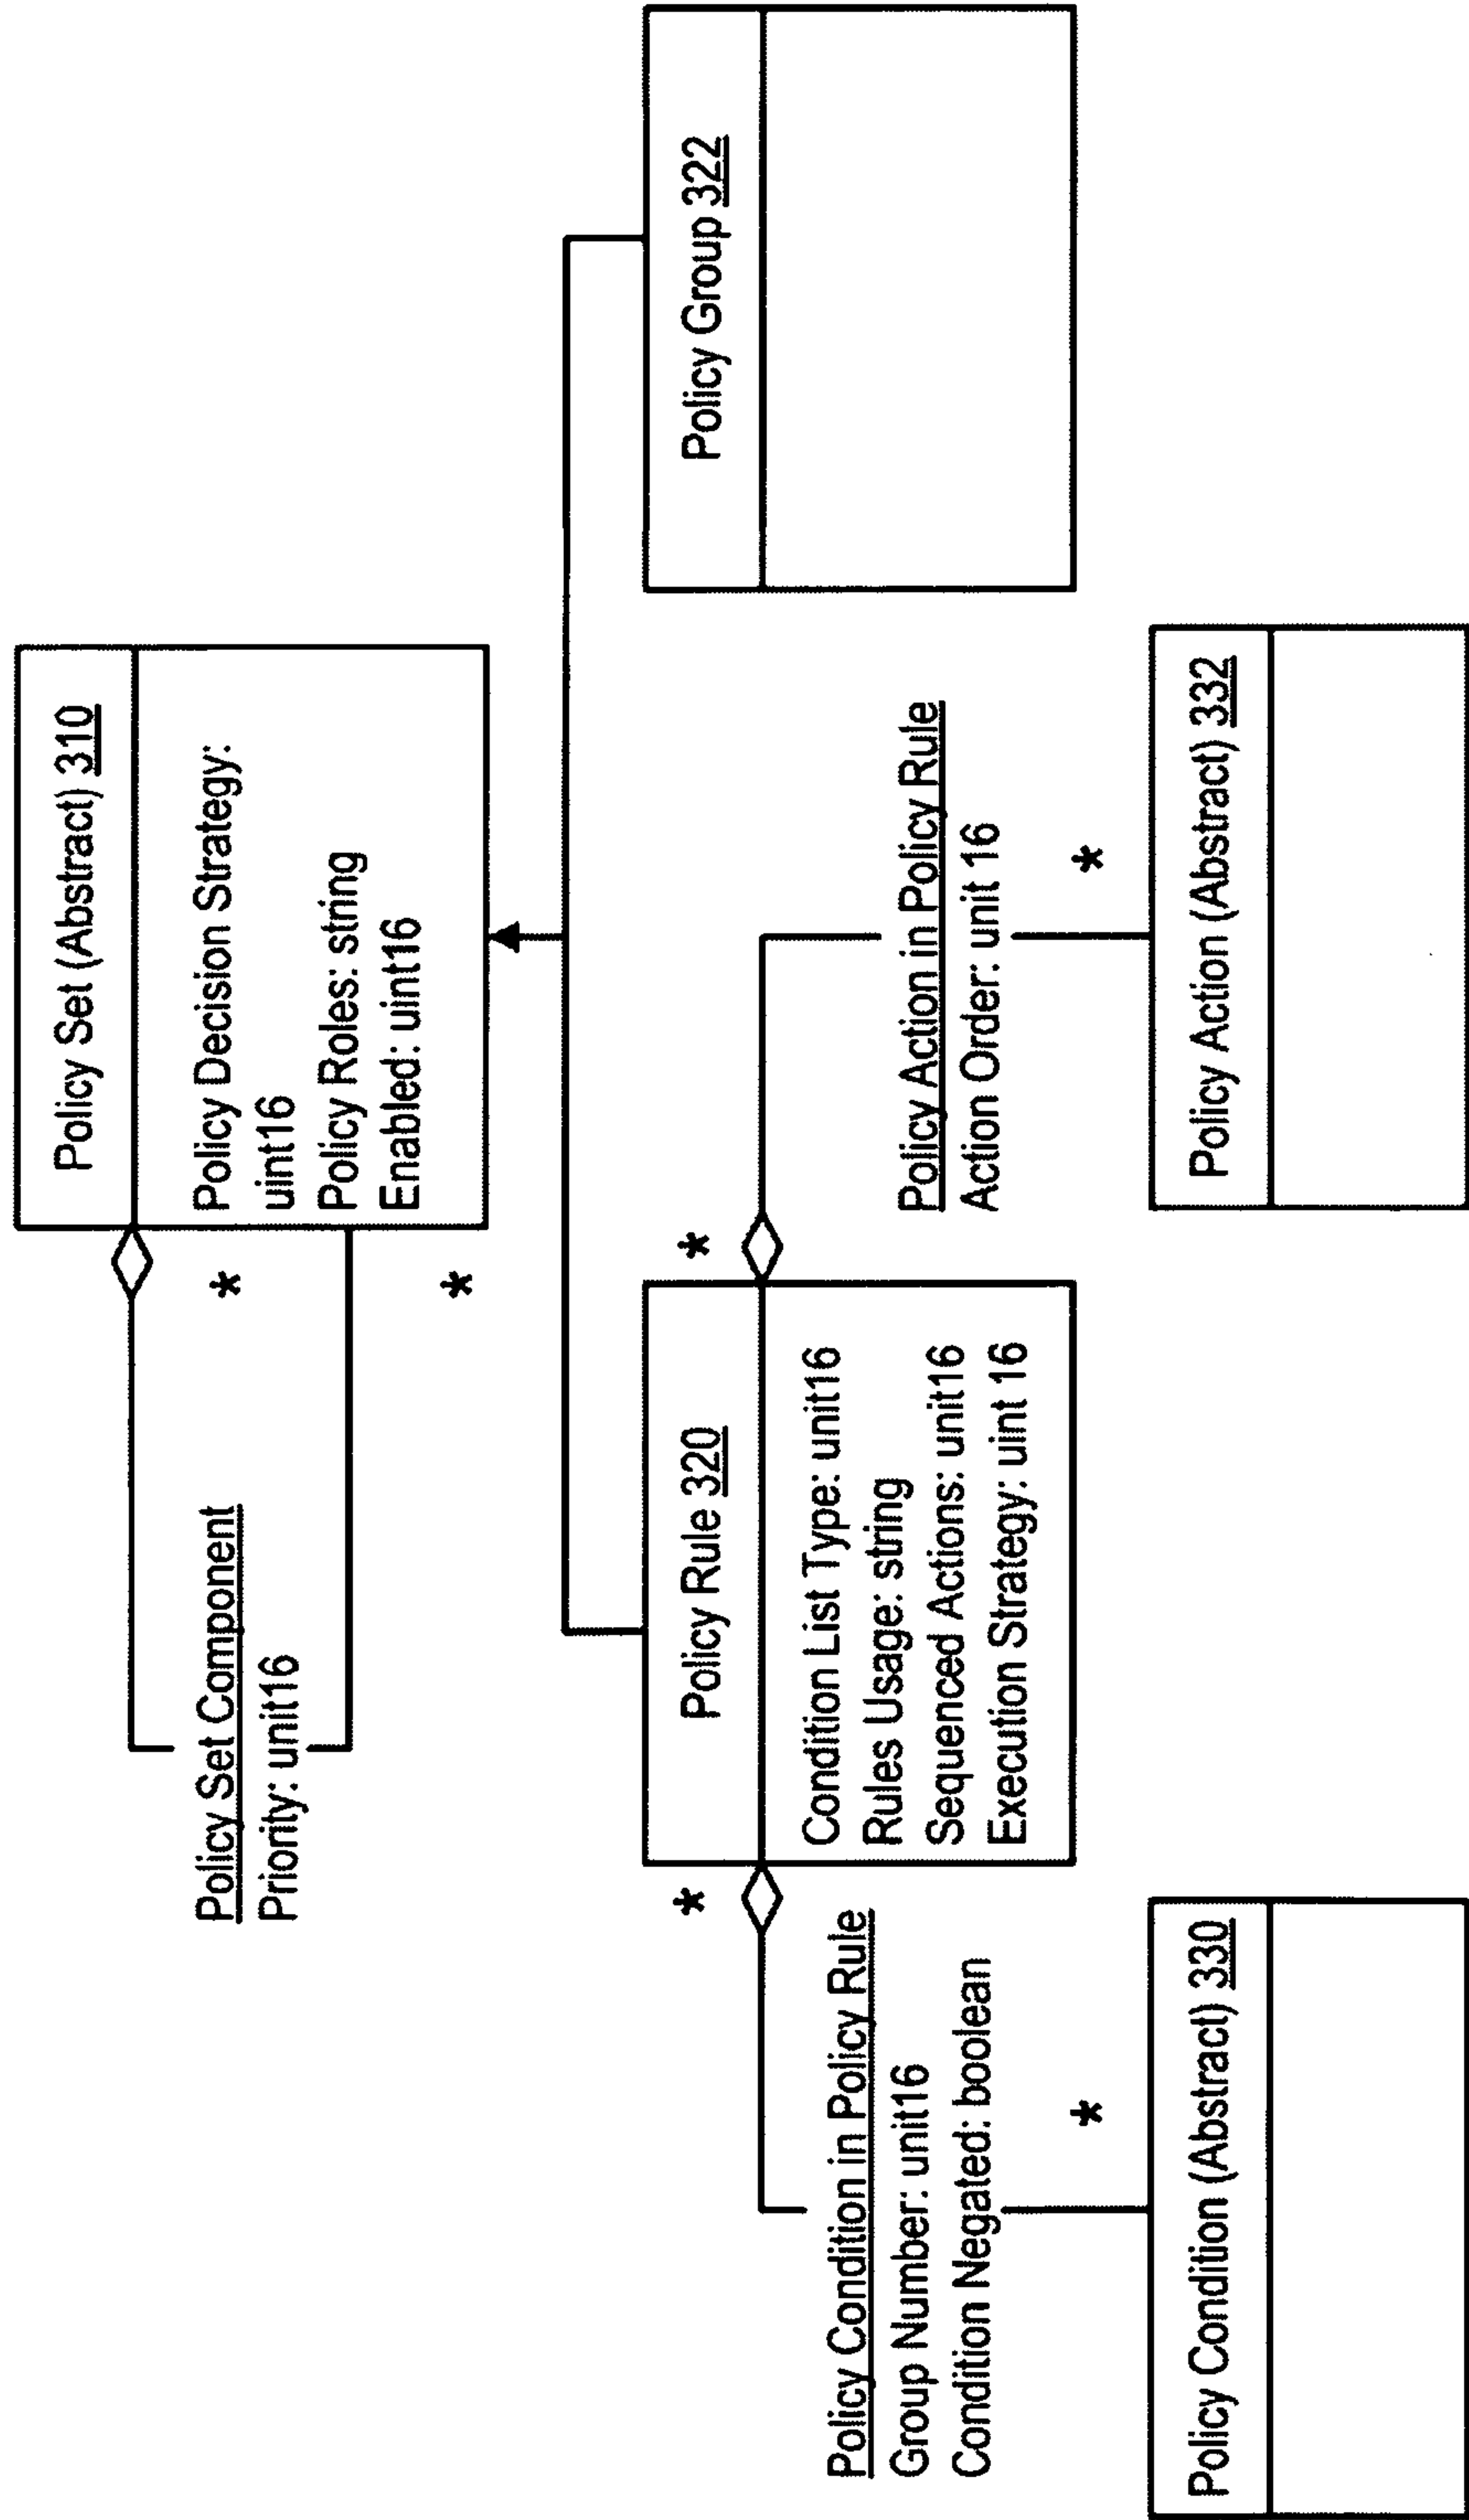 Policy Set (Abstract) 310
Policy Decision Strategy:
uint16
Policy Roles: string
Enabled: uint16
*
*
Policy Set Component
Priority: unit16
Policy Rule 320
Condition List Type: unit16
Rules Usage: string
Sequenced Actions: unit16
Execution Strategy: uint 16
*
*
Policy Group 322
Policy Condition in Policy Rule
Group Number: unit16
Condition Negated: boolean
*
Policy Action in Policy Rule
Action Order: unit 16
*
Policy Condition (Abstract) 330
Policy Action (Abstract) 332